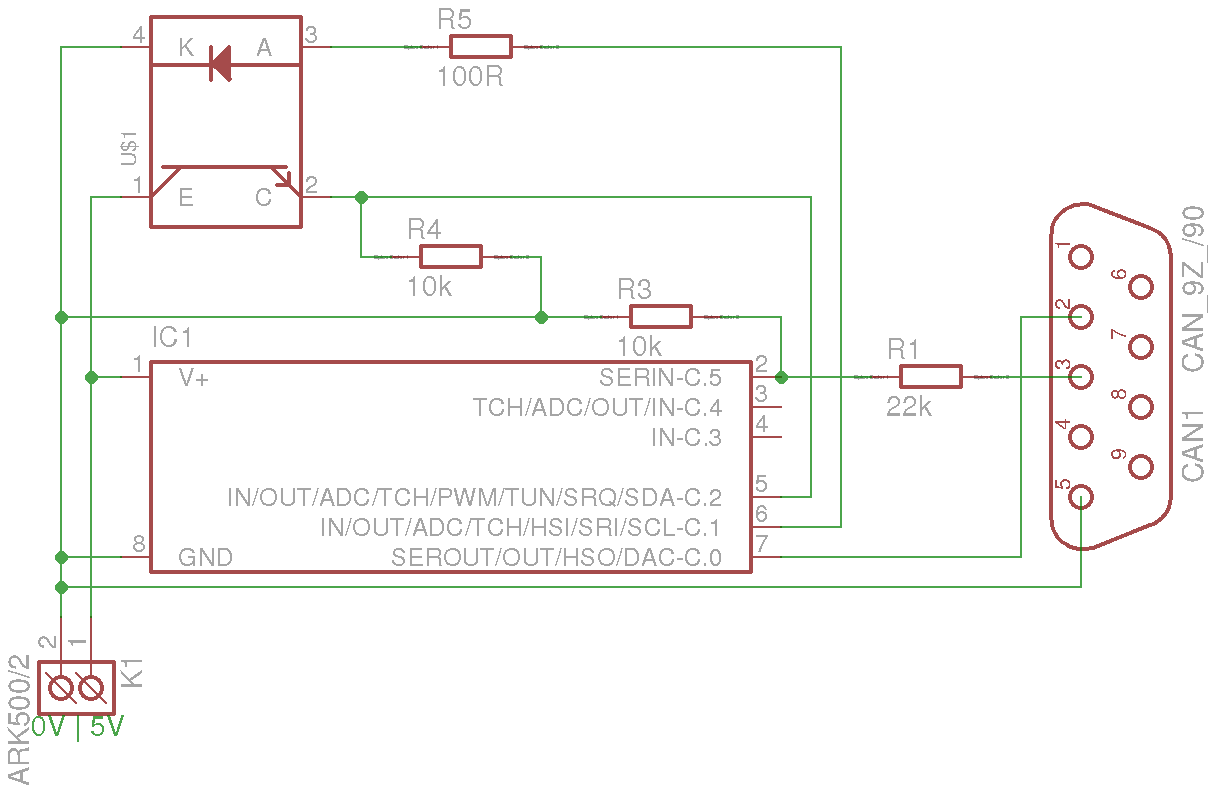 R5
4
K
A
3
100R
U$1
1
E
C
2
R4
10k
R3
10k
IC1
1
V+
SERIN-C.5
2
TCH/ADC/OUT/IN-C.4
3
IN-C.3
4
IN/OUT/ADC/TCH/PWM/TUN/SRQ/SDA-C.2
5
IN/OUT/ADC/TCH/HSI/SRI/SCL-C.1
6
8
GND
SEROUT/OUT/HSO/DAC-C.0
7
R1
22k
1
2
3
4
5
6
7
8
9
CAN1
CAN_9Z_/90
2
1
K1
ARK500/2
0V | 5V